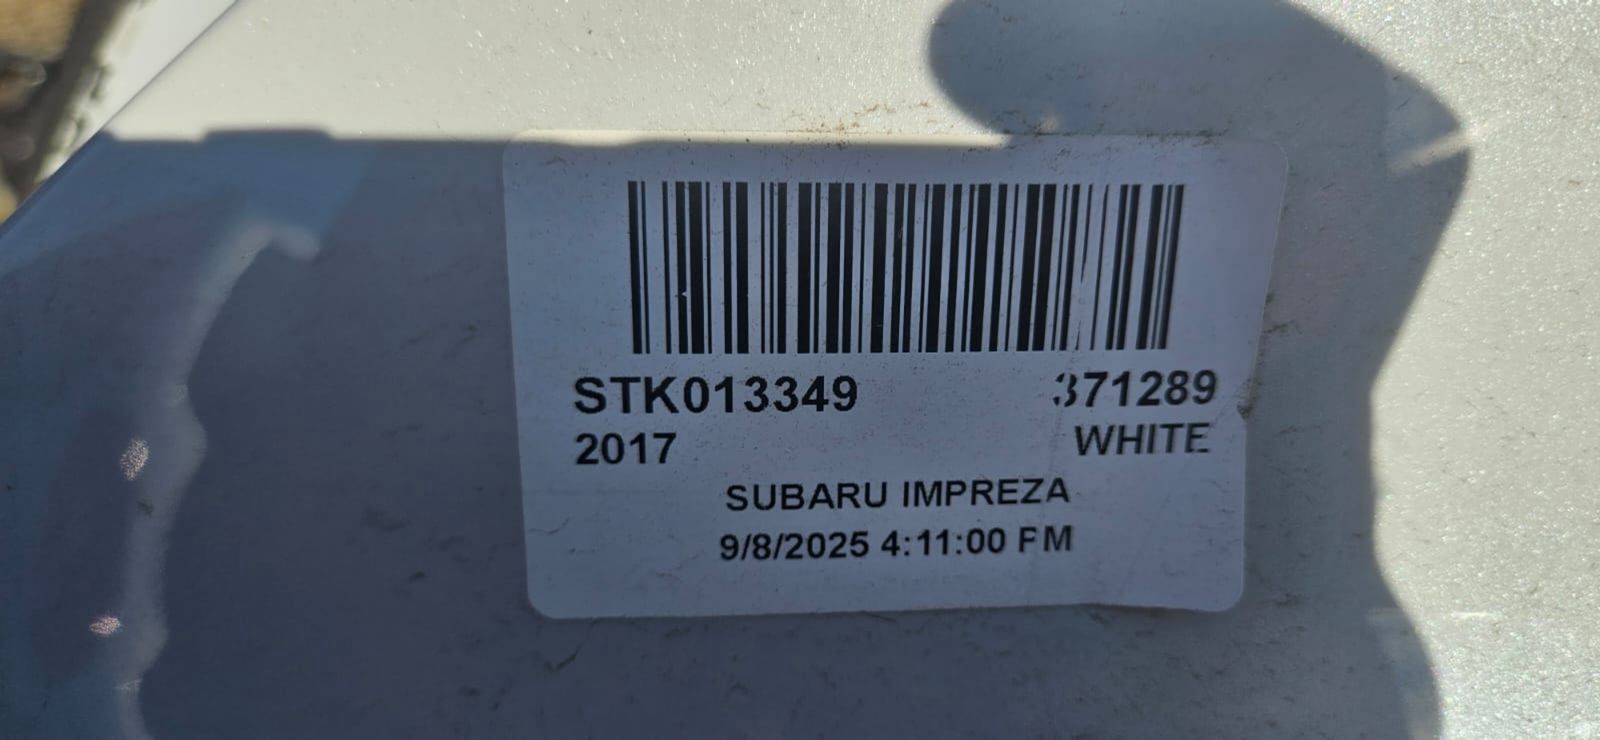 STK013349 371289
2017 WHITE
SUBARU IMPREZA
9/8/2025 4:11:00 PM